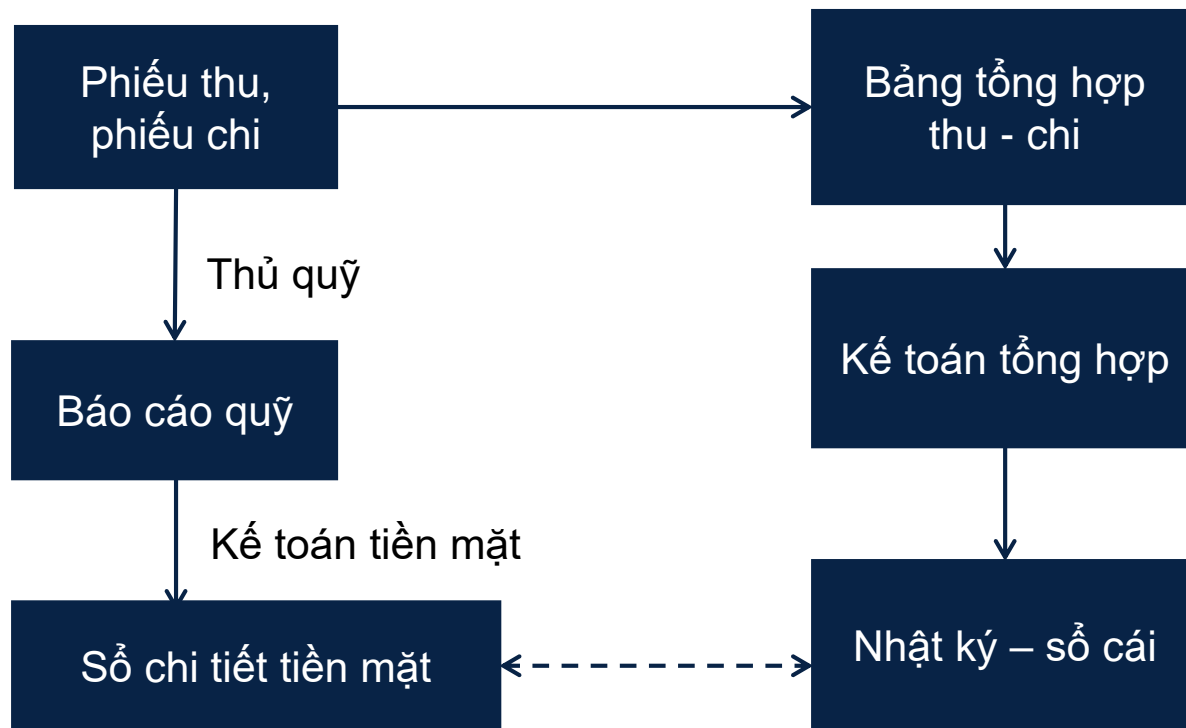 Phiếu thu,
phiếu chi
Bảng tổng hợp
thu - chi
Thủ quỹ
Kế toán tổng hợp
Báo cáo quỹ
Kế toán tiền mặt
Sổ chi tiết tiền mặt
Nhật ký – sổ cái